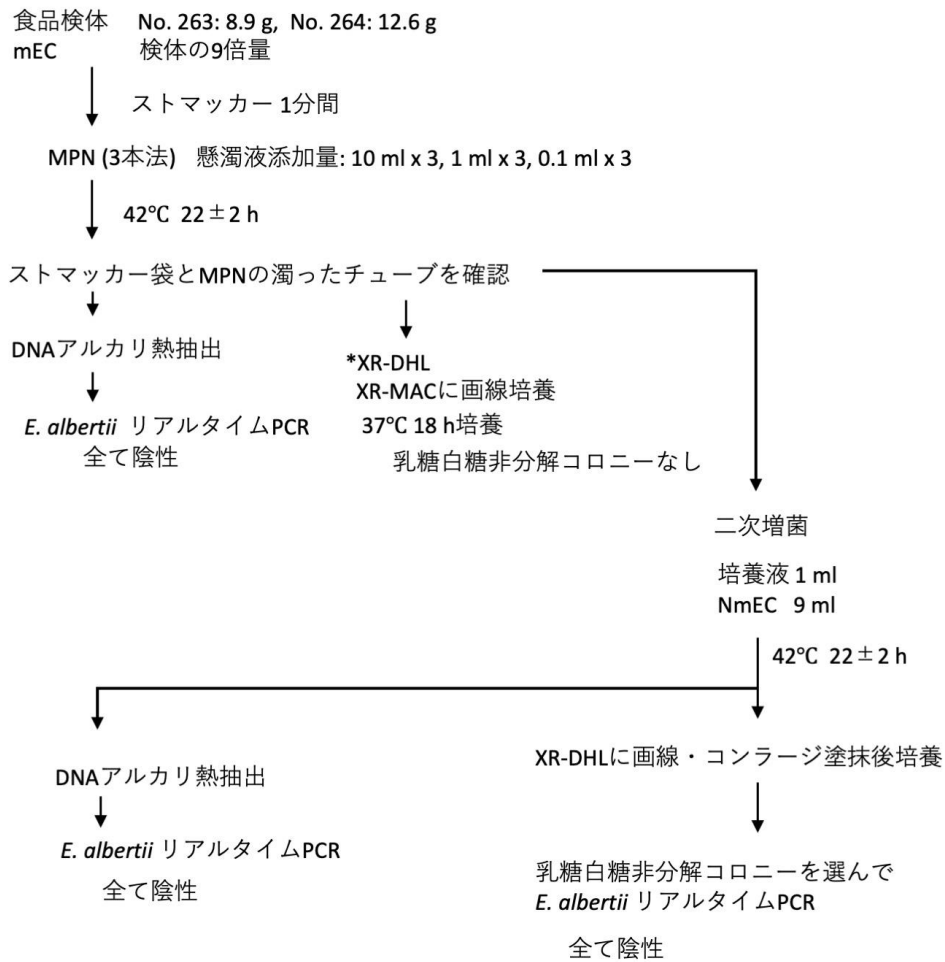 食品検体 No. 263: 8.9 g, No. 264: 12.6 g
mEC 検体の9倍量
ストマッカー 1分間
MPN (3本法) 懸濁液添加量: 10 ml x 3, 1 ml x 3, 0.1 ml x 3
42℃ 22±2 h
ストマッカー袋とMPNの濁ったチューブを確認
DNAアルカリ熱抽出
E. albertii リアルタイムPCR
全て陰性
*XR-DHL
XR-MACに画線培養
37℃ 18 h培養
乳糖白糖非分解コロニーなし
二次増菌
培養液 1 ml
NmEC 9 ml
42℃ 22±2 h
DNAアルカリ熱抽出
E. albertii リアルタイムPCR
全て陰性
XR-DHLに画線・コンラージ塗抹後培養
乳糖白糖非分解コロニーを選んで
E. albertii リアルタイムPCR
全て陰性